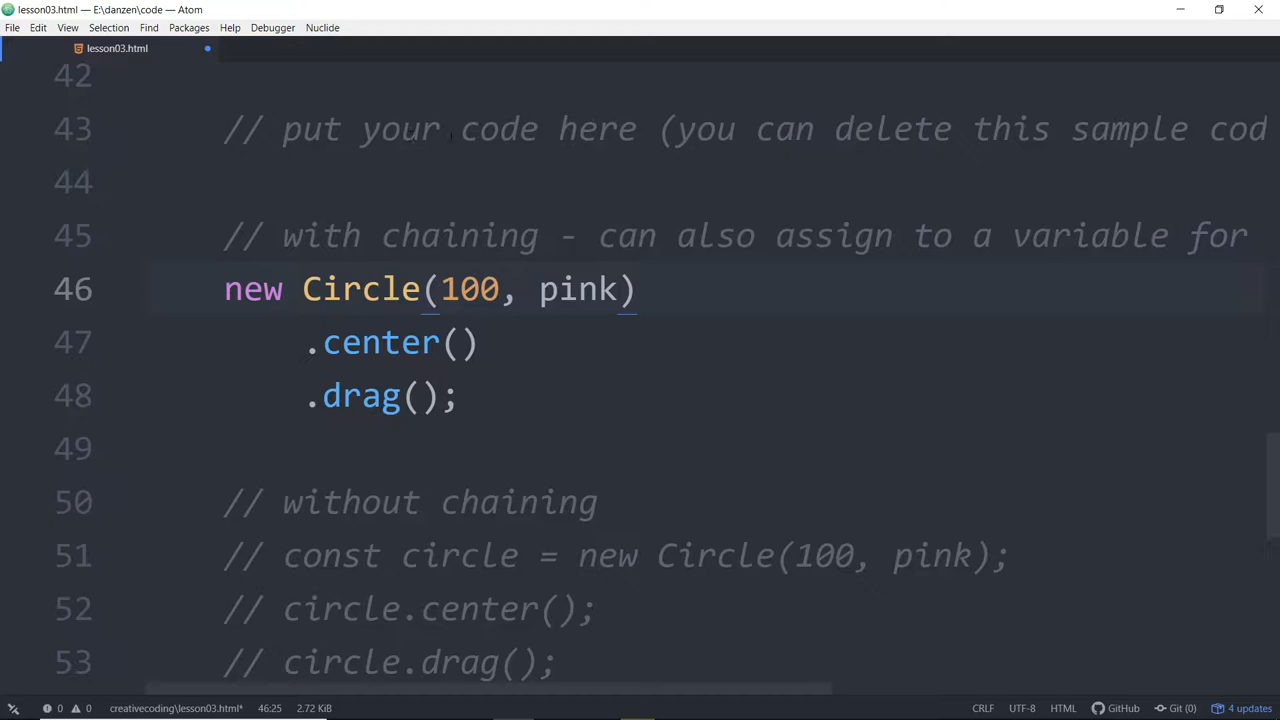 lesson03.html — E:\danzen\code — Atom
File Edit View Selection Find Packages Help Debugger Nuclide
lesson03.html
42
43 // put your code here (you can delete this sample cod
44
45 // with chaining - can also assign to a variable for
46 new Circle(100, pink)
47 .center()
48 .drag();
49
50 // without chaining
51 // const circle = new Circle(100, pink);
52 // circle.center();
53 // circle.drag();
0 0 creativecoding\lesson03.html* 46:25 2.72 KiB CRLF UTF-8 HTML GitHub Git (0) 4 updates